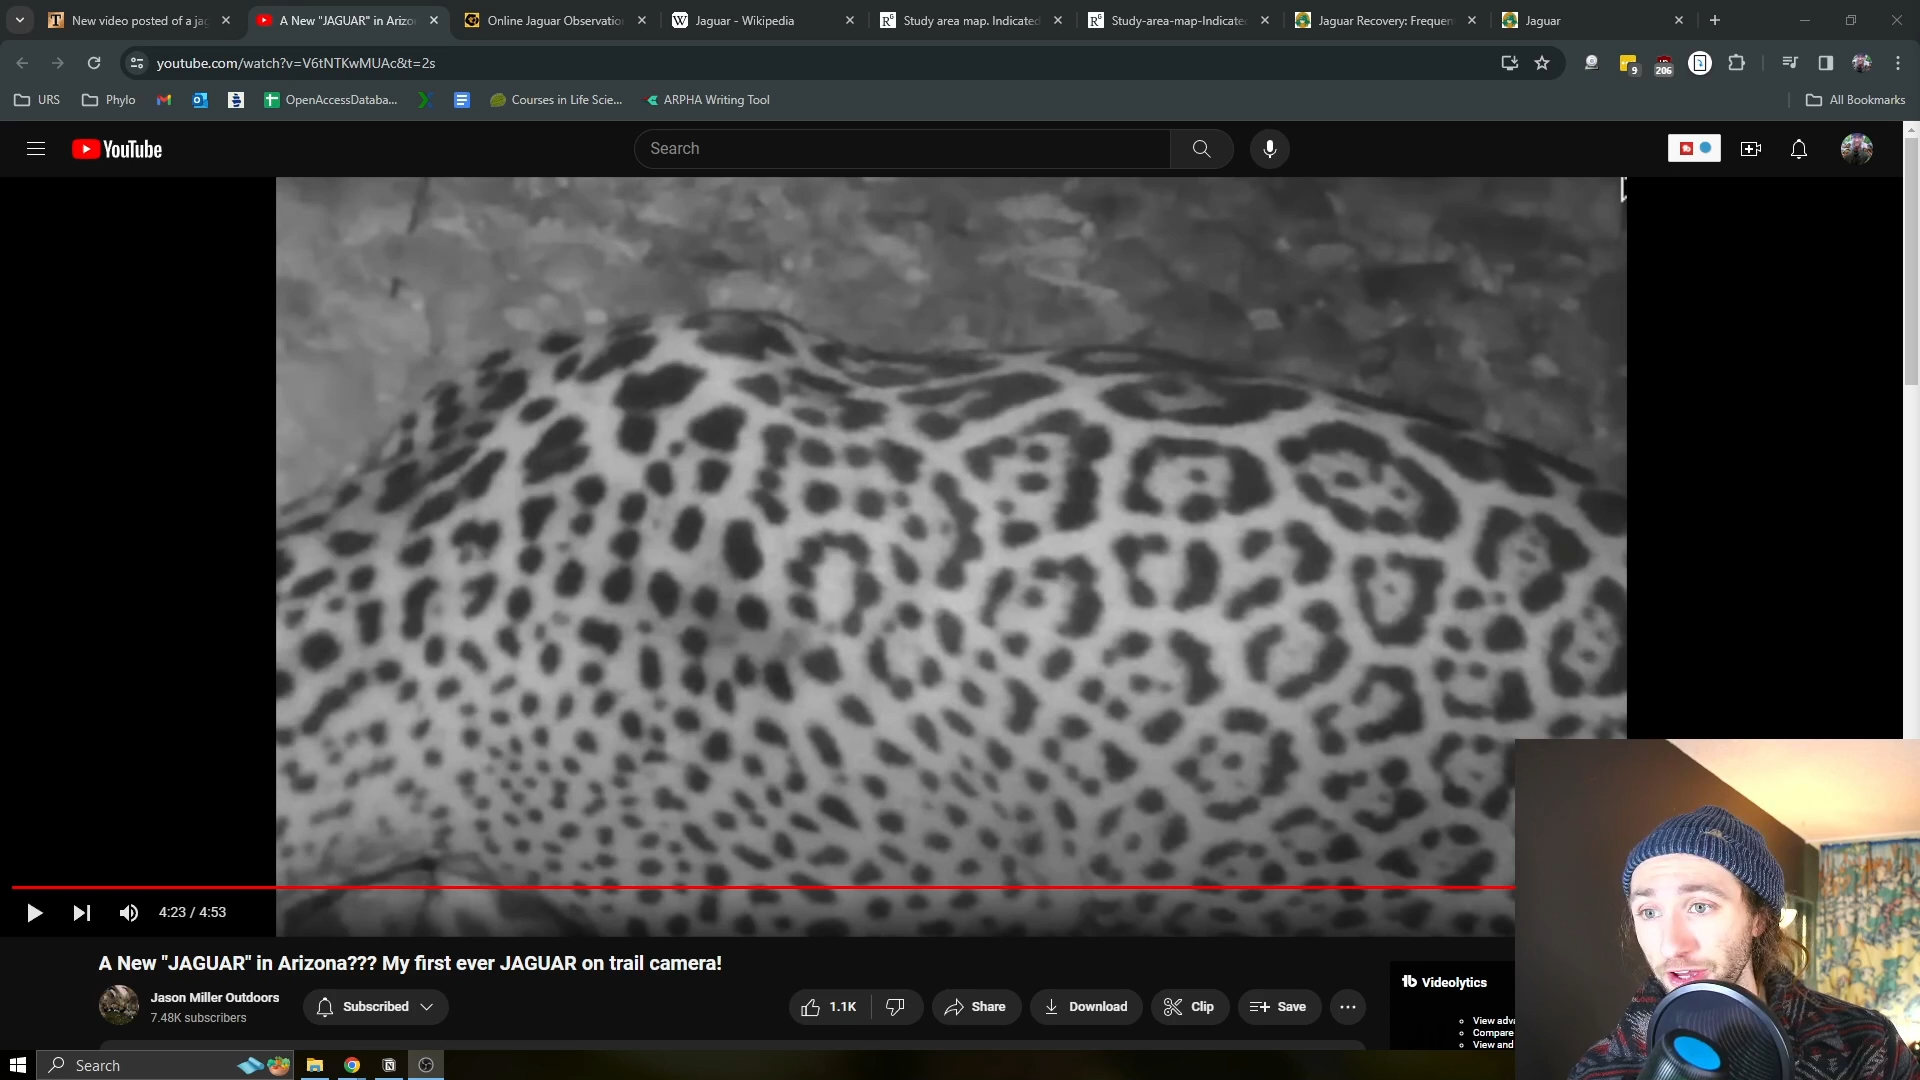 New video posted of a ja
A New "JAGUAR" in Arizo
Online Jaguar Observatio
Jaguar - Wikipedia
Study area map. Indicated
Study-area-map-Indicate
Jaguar Recovery: Frequen
Jaguar
youtube.com/watch?v=V6tNTKwMUAc&t=2s
9
206
URS
Phylo
OpenAccessDataba...
Courses in Life Scie...
ARPHA Writing Tool
All Bookmarks
YouTube
Search
4:23 / 4:53
A New "JAGUAR" in Arizona??? My first ever JAGUAR on trail camera!
Jason Miller Outdoors
7.48K subscribers
Subscribed
1.1K
Share
Download
Clip
Save
Videolytics
View adva
Compare
View and
Search